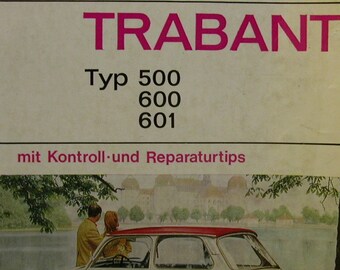 TRABANT
Typ 500
600
601
mit Kontroll-und Reparaturtips